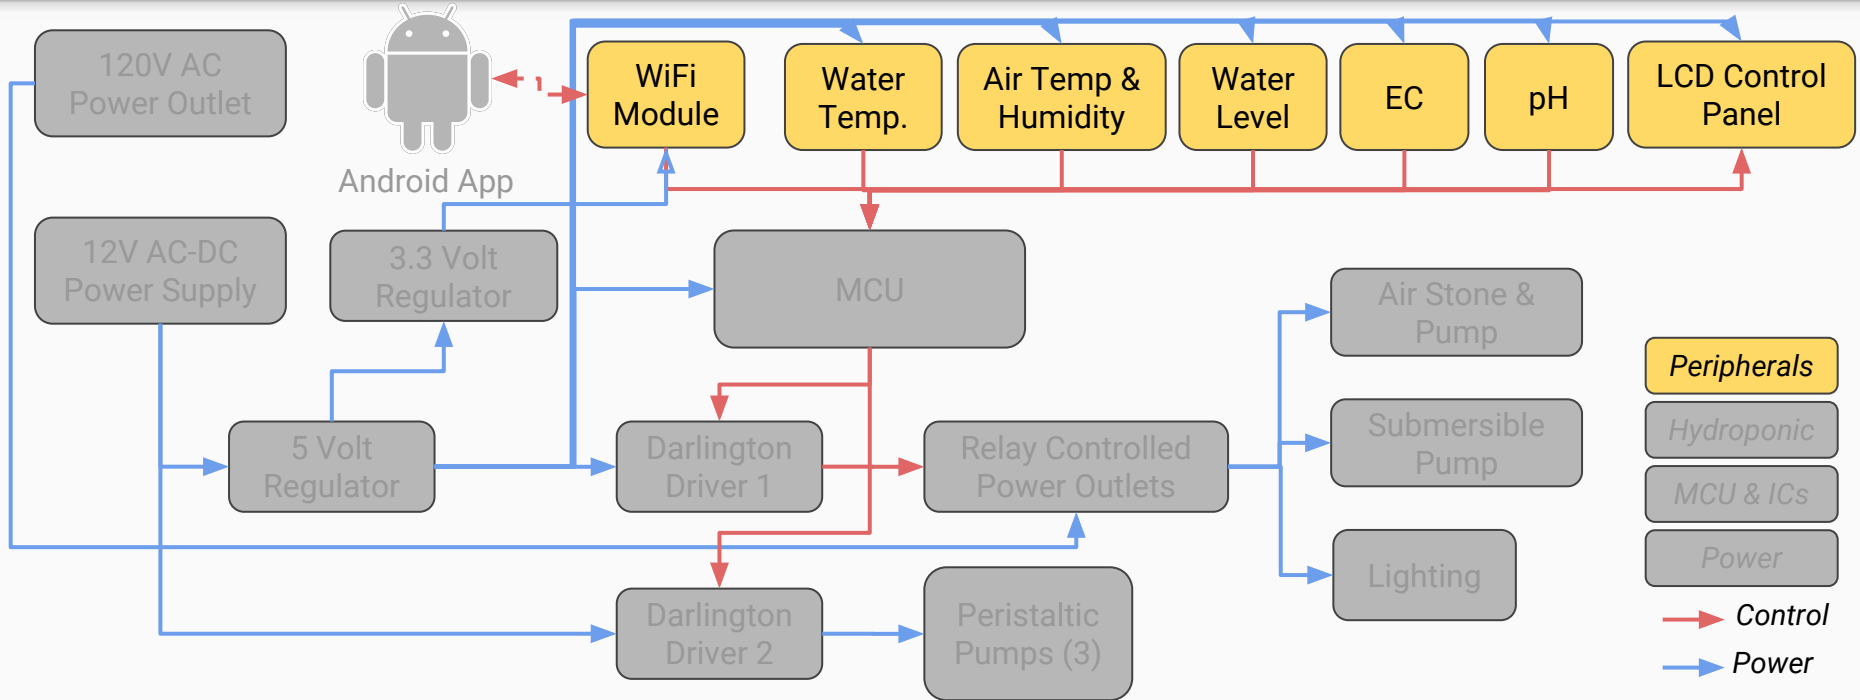 120V AC
Power Outlet
Android App
WiFi
Module
Water
Temp.
Air Temp &
Humidity
Water
Level
EC
pH
LCD Control
Panel
12V AC-DC
Power Supply
3.3 Volt
Regulator
MCU
Air Stone &
Pump
5 Volt
Regulator
Darlington
Driver 1
Relay Controlled
Power Outlets
Submersible
Pump
Lighting
Darlington
Driver 2
Peristaltic
Pumps (3)
Peripherals
Hydroponic
MCU & ICs
Power
Control
Power